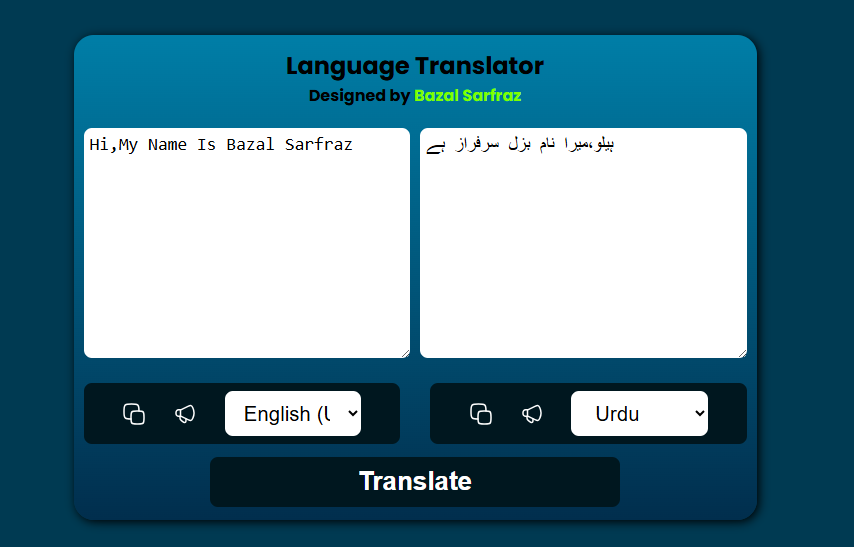 Language Translator
Designed by Bazal Sarfraz
Hi,My Name Is Bazal Sarfraz
ہیلو،میرا نام بزل سرفراز ہے
English (U
Urdu
Translate